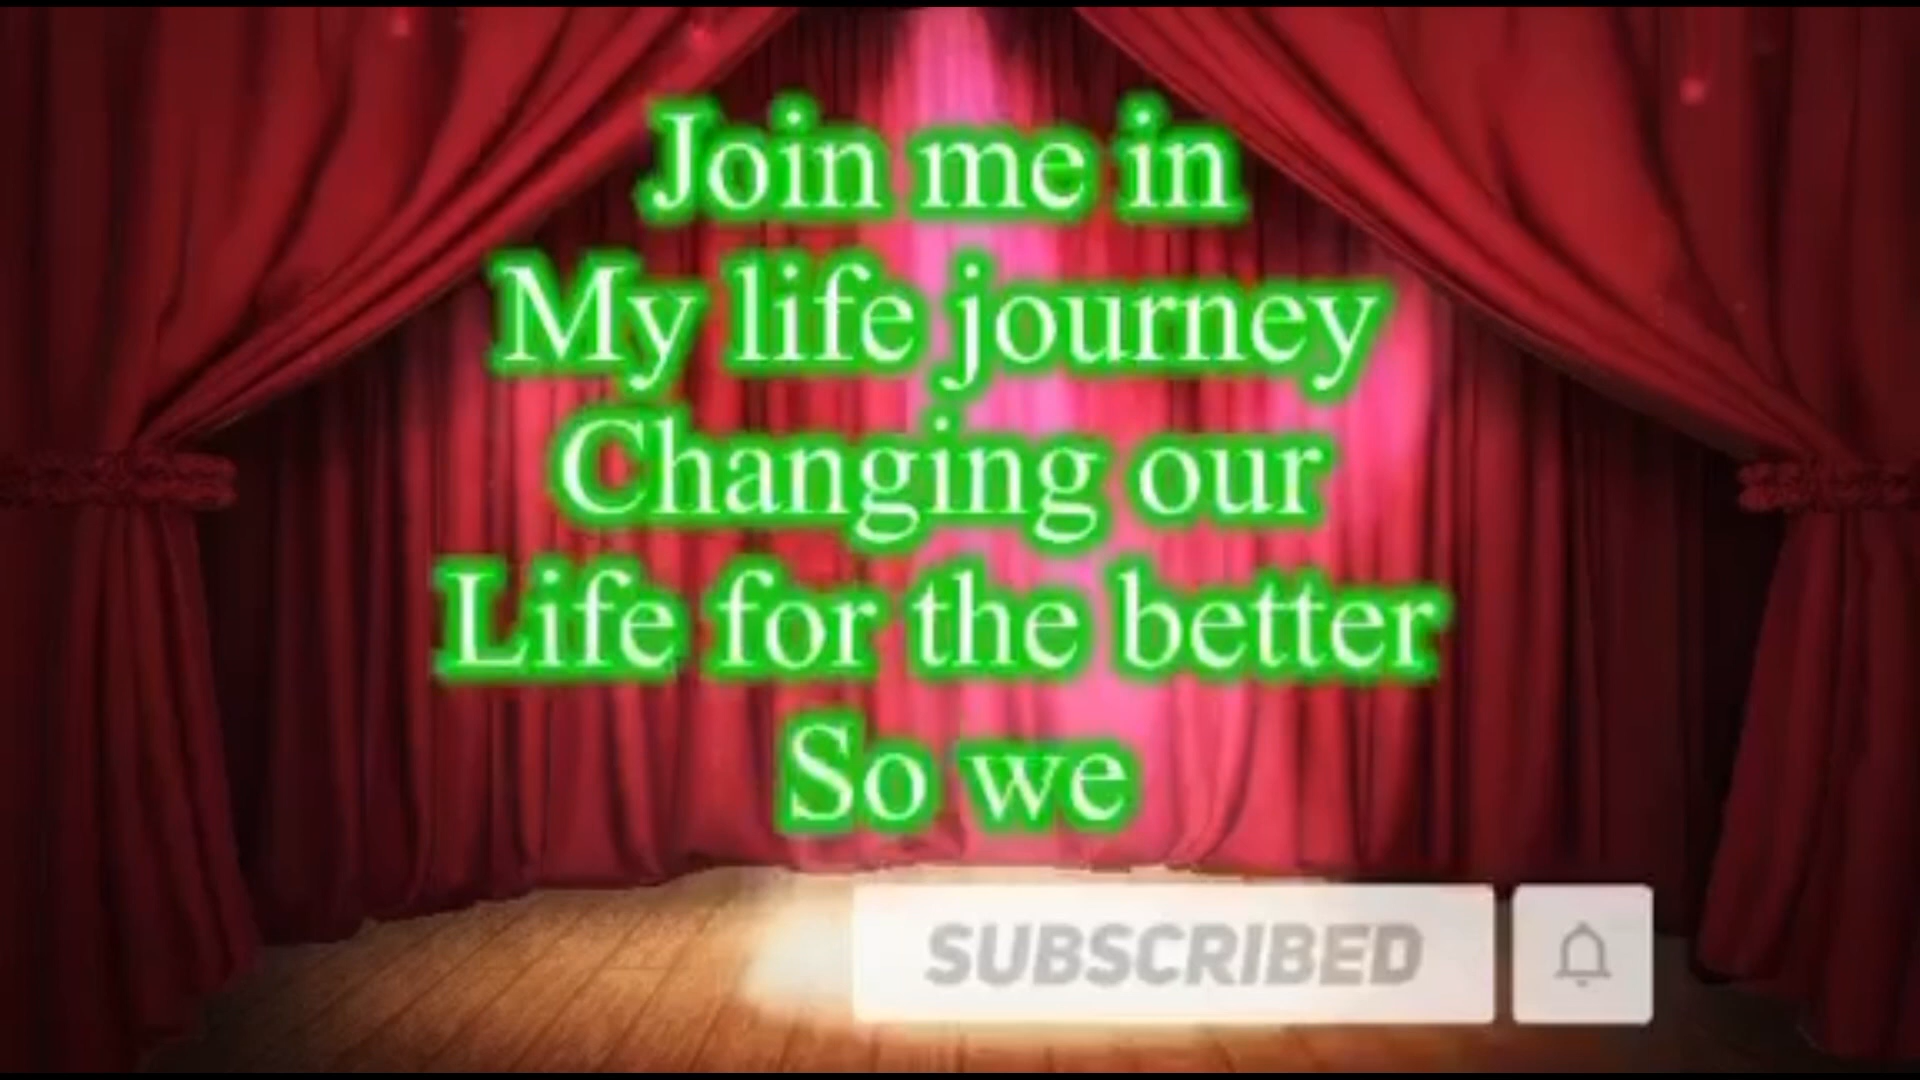 Join me in
My life journey
Changing our
Life for the better
So we
SUBSCRIBED